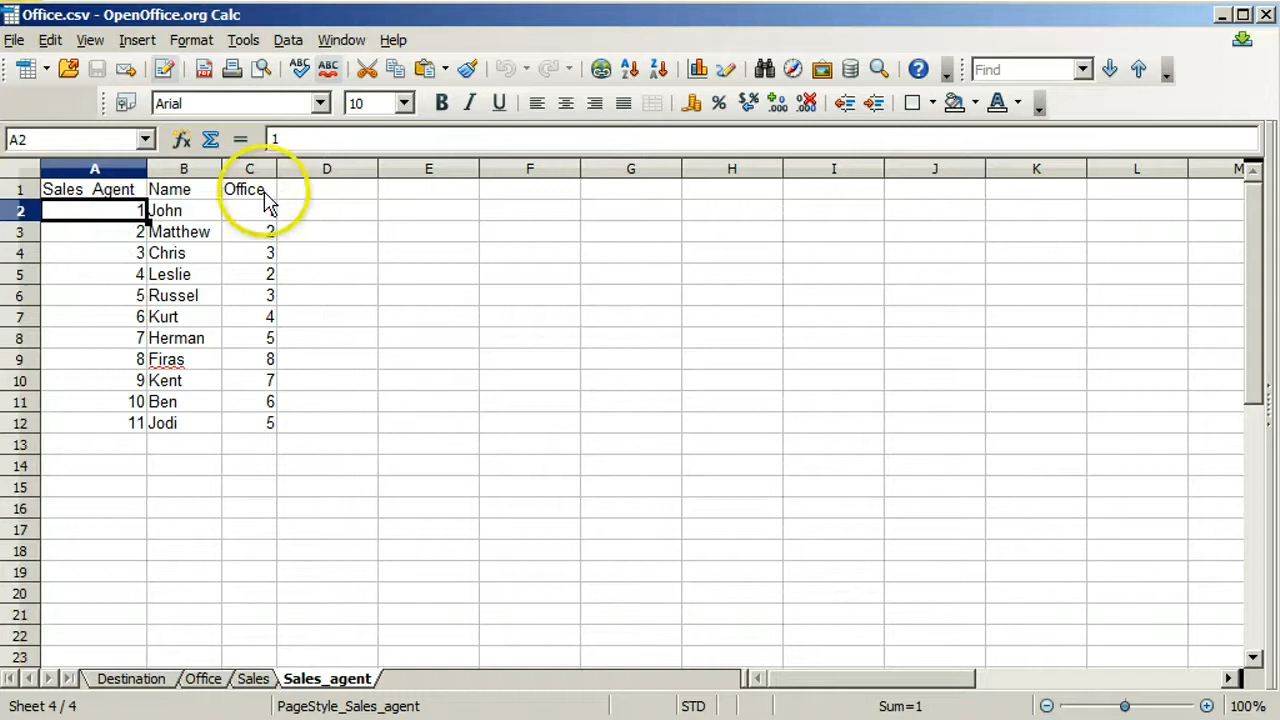 Office.csv - OpenOffice.org Calc
File Edit View Insert Format Tools Data Window Help
ABC ABC Find
Arial 10 B I U
A2 1
A B C D E F G H I J K L M
1 Sales_Agent Name Office
2 1 John
3 2 Matthew 2
4 3 Chris 3
5 4 Leslie 2
6 5 Russel 3
7 6 Kurt 4
8 7 Herman 5
9 8 Firas 8
10 9 Kent 7
11 10 Ben 6
12 11 Jodi 5
13
14
15
16
17
18
19
20
21
22
23
Destination Office Sales Sales_agent
Sheet 4 / 4 PageStyle_Sales_agent STD Sum=1 100%